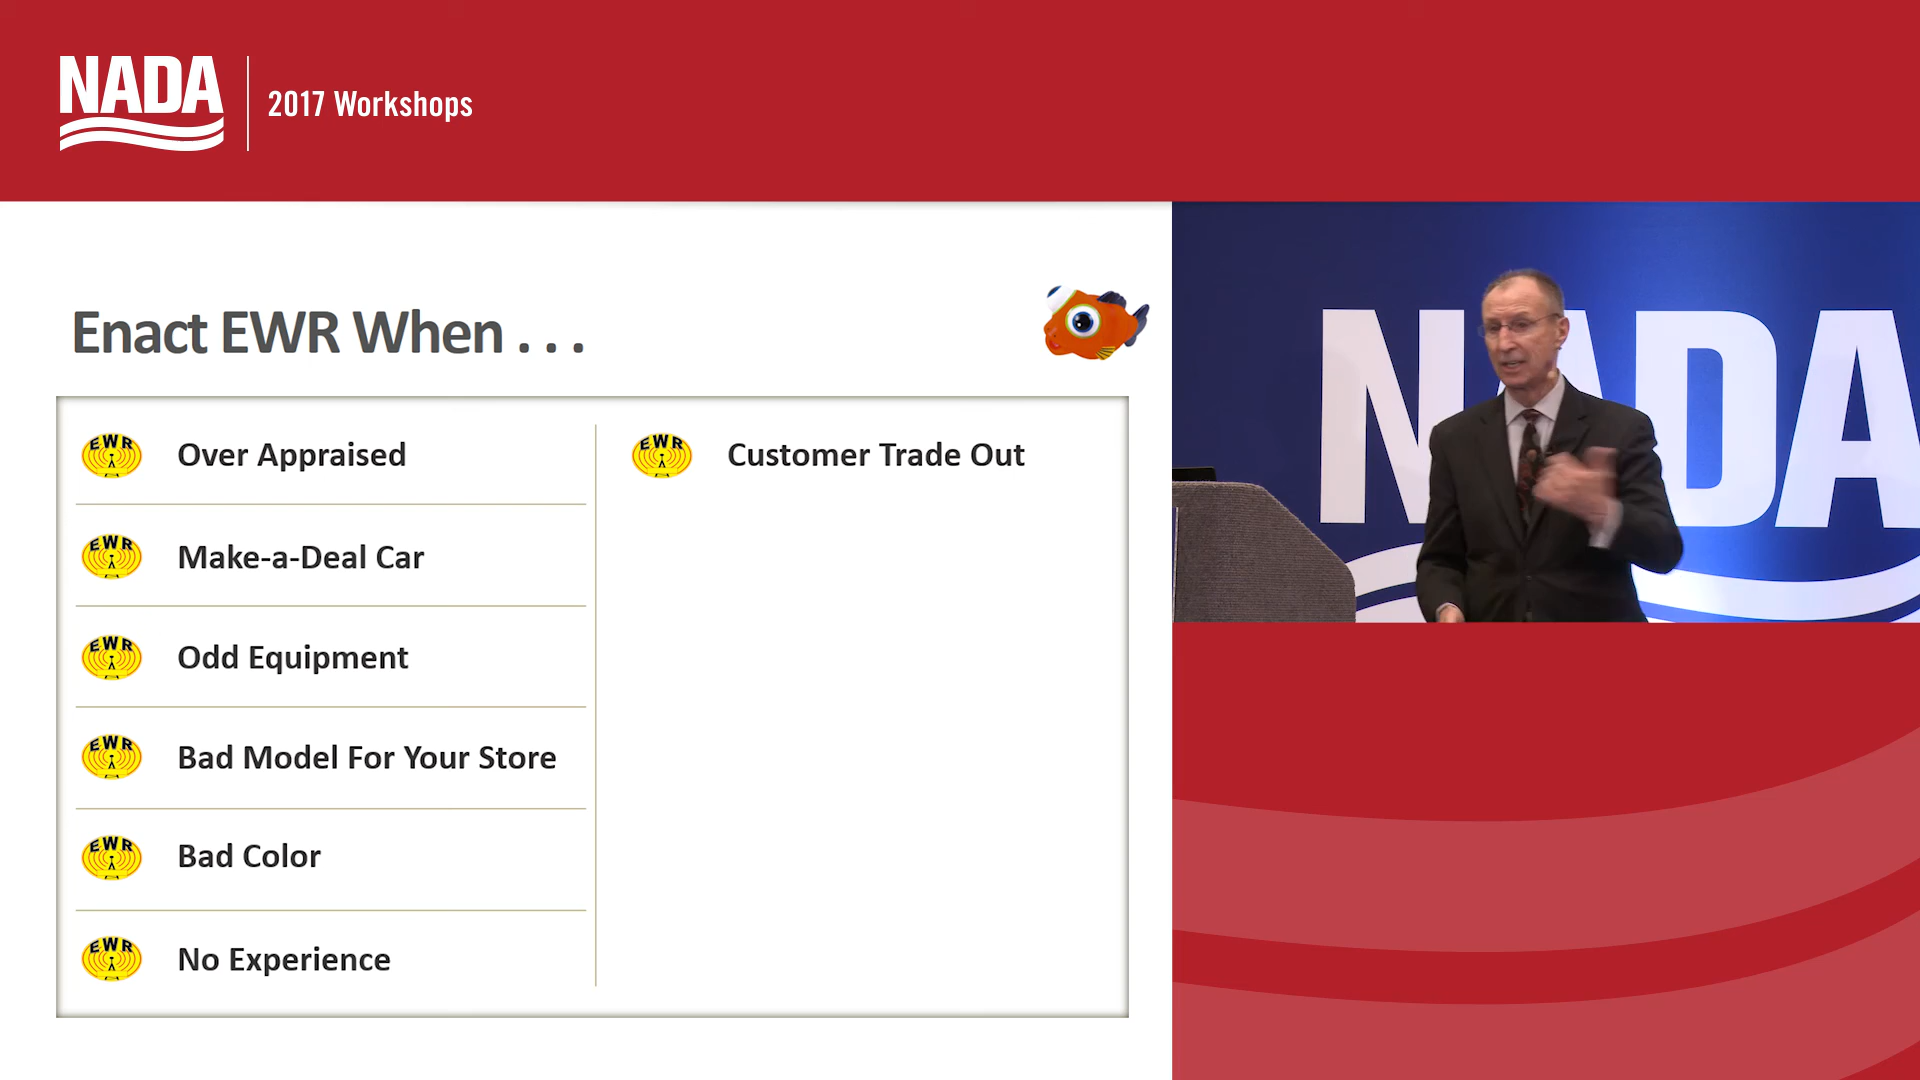 NADA
2017 Workshops
Enact EWR When . . .
EWR Over Appraised
EWR Make-a-Deal Car
EWR Odd Equipment
EWR Bad Model For Your Store
EWR Bad Color
EWR No Experience
EWR Customer Trade Out
NADA